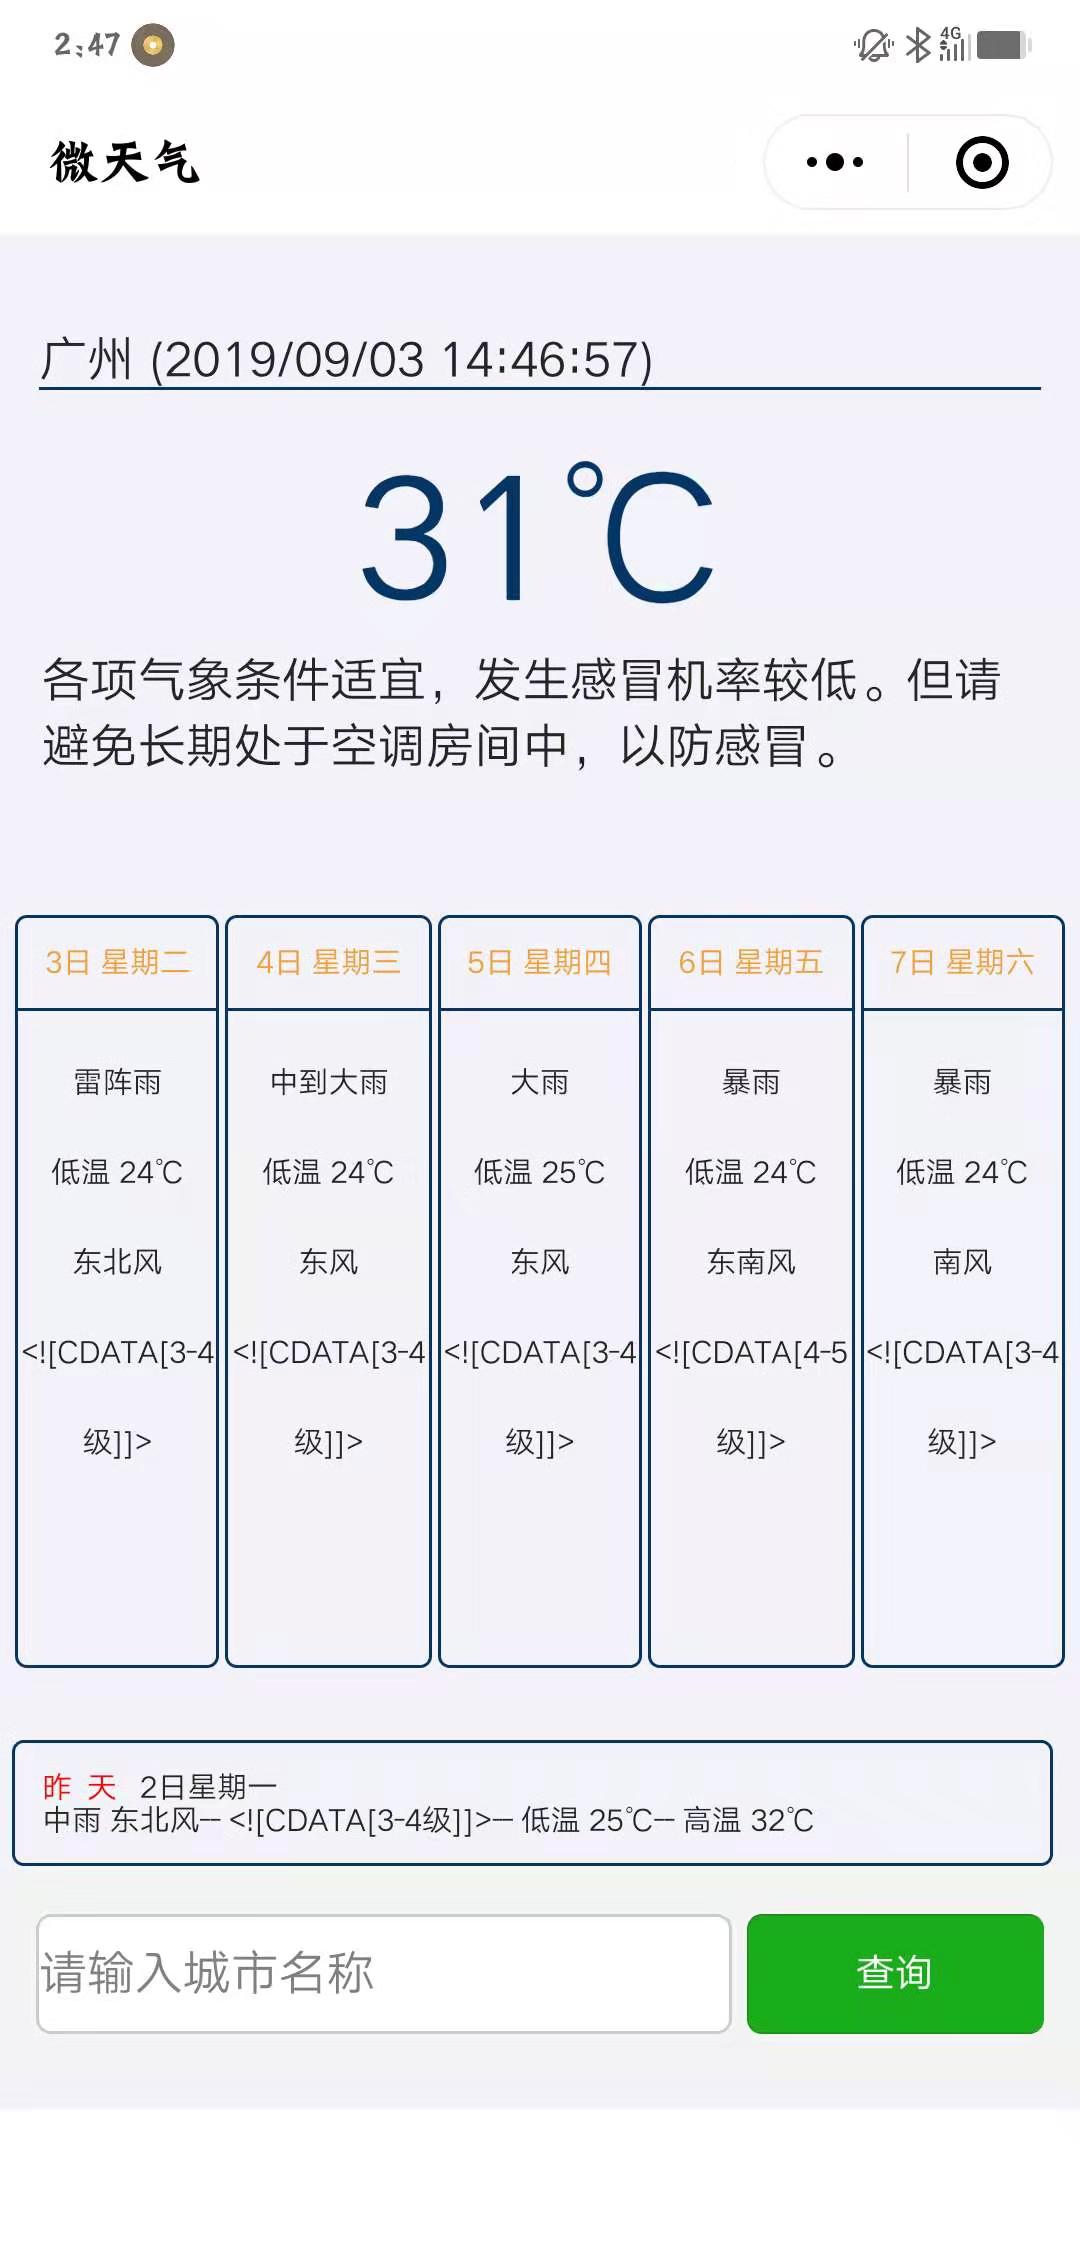 2:47
4G
微天气
广州 (2019/09/03 14:46:57)
31℃
各项气象条件适宜，发生感冒机率较低。但请
避免长期处于空调房间中，以防感冒。
3日 星期二
雷阵雨
低温 24℃
东北风
<![CDATA[3-4
级]]>
4日 星期三
中到大雨
低温 24℃
东风
<![CDATA[3-4
级]]>
5日 星期四
大雨
低温 25℃
东风
<![CDATA[3-4
级]]>
6日 星期五
暴雨
低温 24℃
东南风
<![CDATA[4-5
级]]>
7日 星期六
暴雨
低温 24℃
南风
<![CDATA[3-4
级]]>
昨 天 2日星期一
中雨 东北风-- <![CDATA[3-4级]]>--- 低温 25℃-- 高温 32℃
请输入城市名称
查询